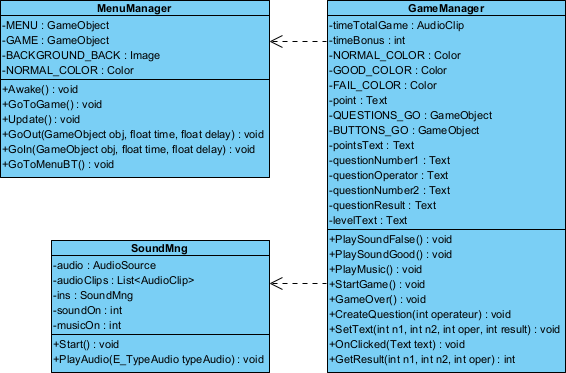 MenuManager
-MENU : GameObject
-GAME : GameObject
-BACKGROUND_BACK : Image
-NORMAL_COLOR : Color
+Awake() : void
+GoToGame() : void
+Update() : void
+GoOut(GameObject obj, float time, float delay) : void
+GoIn(GameObject obj, float time, float delay) : void
+GoToMenuBT() : void
GameManager
-timeTotalGame : AudioClip
-timeBonus : int
-NORMAL_COLOR : Color
-GOOD_COLOR : Color
-FAIL_COLOR : Color
-point : Text
-QUESTIONS_GO : GameObject
-BUTTONS_GO : GameObject
-pointsText : Text
-questionNumber1 : Text
-questionOperator : Text
-questionNumber2 : Text
-questionResult : Text
-levelText : Text
+PlaySoundFalse() : void
+PlaySoundGood() : void
+PlayMusic() : void
+StartGame() : void
+GameOver() : void
+CreateQuestion(int operateur) : void
+SetText(int n1, int n2, int oper, int result) : void
+OnClicked(Text text) : void
+GetResult(int n1, int n2, int oper) : int
SoundMng
-audio : AudioSource
-audioClips : List<AudioClip>
-ins : SoundMng
-soundOn : int
-musicOn : int
+Start() : void
+PlayAudio(E_TypeAudio typeAudio) : void